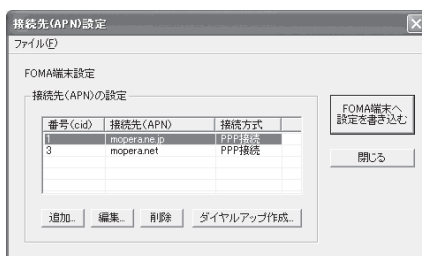 接続先(APN)設定
ファイル(F)
FOMA端末設定
接続先(APN)の設定
番号(cid) 接続先(APN) 接続方式
1 mopera.ne.jp PPP接続
3 mopera.net PPP接続
追加... 編集... 削除 ダイヤルアップ作成...
FOMA端末へ
設定を書き込む
閉じる